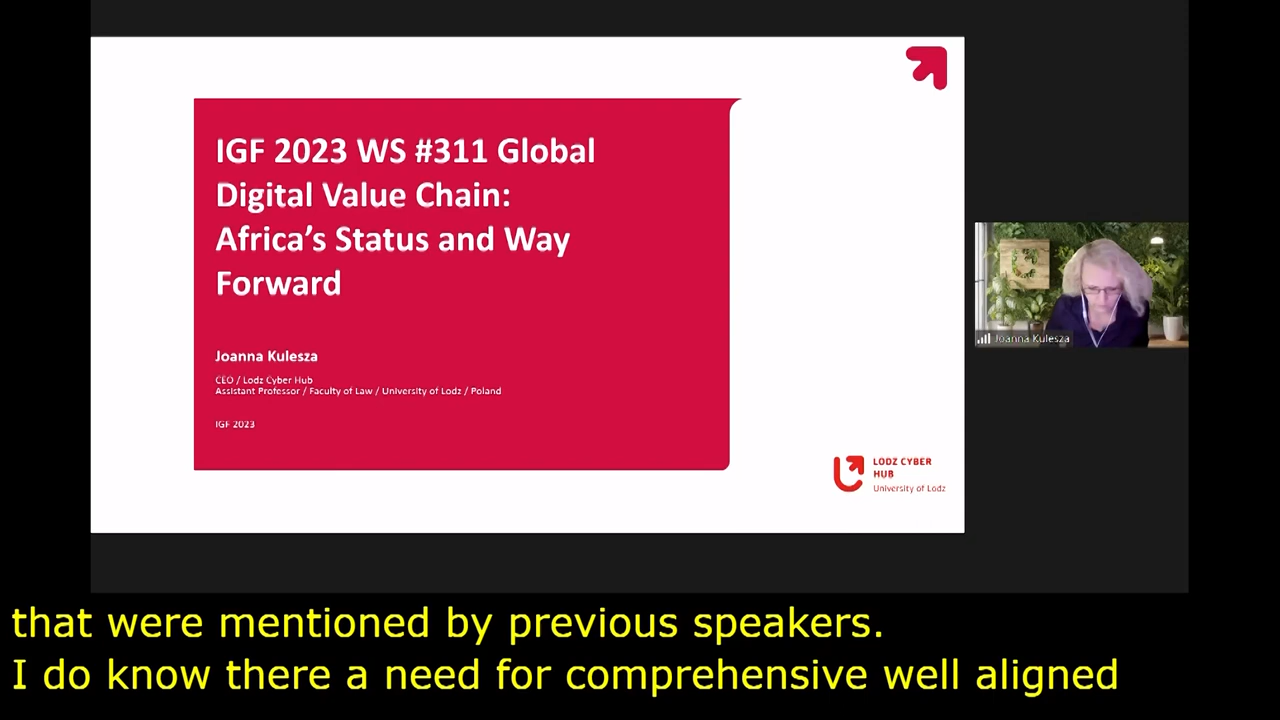 IGF 2023 WS #311 Global
Digital Value Chain:
Africa's Status and Way
Forward
Joanna Kulesza
CEO / Lodz Cyber Hub
Assistant Professor / Faculty of Law / University of Lodz / Poland
IGF 2023
LODZ CYBER
HUB
University of Lodz
Joanna Kulesza
that were mentioned by previous speakers.
I do know there a need for comprehensive well aligned